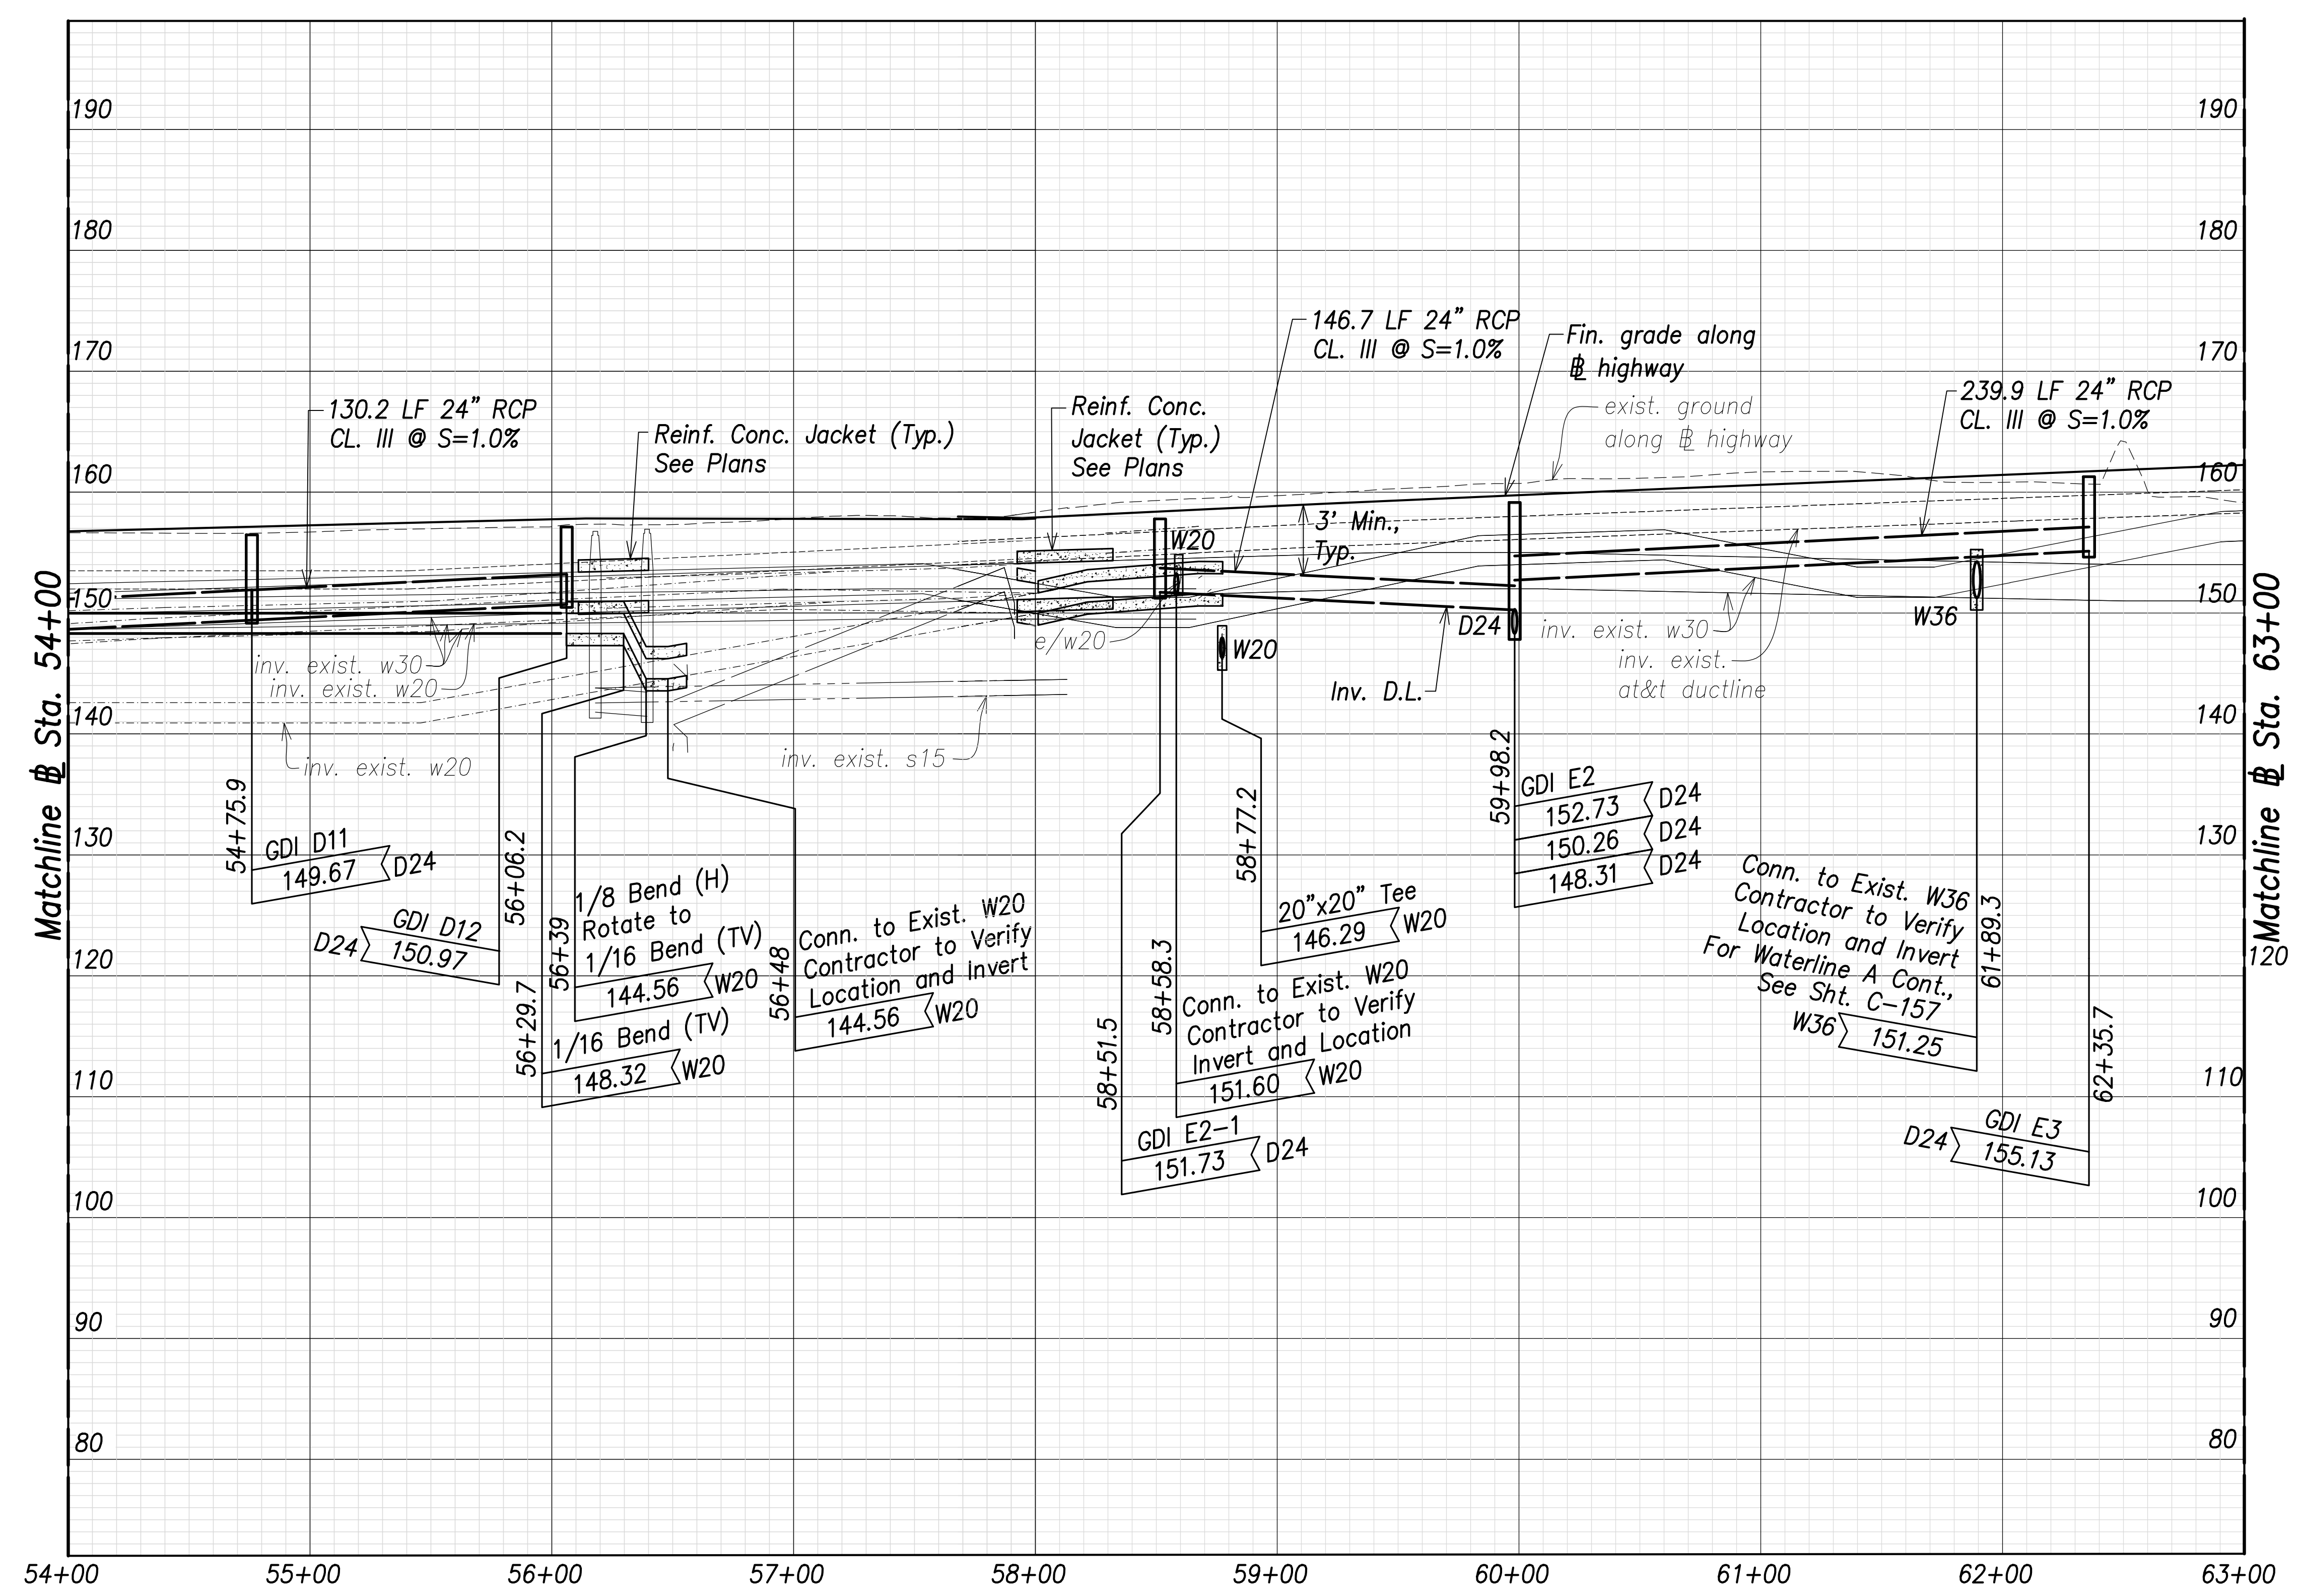 190
190
180
180
170
170
160
160
150
150
140
140
130
130
120
120
110
110
100
100
90
90
80
80
Matchline ⅊ Sta. 54+00
Matchline ⅊ Sta. 63+00
130.2 LF 24” RCP
CL. III @ S=1.0%
Reinf. Conc. Jacket (Typ.)
See Plans
Reinf. Conc.
Jacket (Typ.)
See Plans
146.7 LF 24” RCP
CL. III @ S=1.0%
Fin. grade along
⅊ highway
exist. ground
along ⅊ highway
239.9 LF 24” RCP
CL. III @ S=1.0%
3’ Min.,
Typ.
W20
W20
e/w20
D24
W36
Inv. D.L.
inv. exist. w30
inv. exist.
at&t ductline
inv. exist. w30
inv. exist. w20
inv. exist. w20
inv. exist. s15
54+75.9
GDI D11
149.67
D24
56+06.2
GDI D12
D24
150.97
56+29.7
1/16 Bend (TV)
148.32
W20
56+39
1/8 Bend (H)
Rotate to
1/16 Bend (TV)
144.56
W20
56+48
Conn. to Exist. W20
Contractor to Verify
Location and Invert
144.56
W20
58+51.5
GDI E2-1
151.73
D24
58+58.3
Conn. to Exist. W20
Contractor to Verify
Invert and Location
151.60
W20
58+77.2
20”x20” Tee
146.29
W20
59+98.2
GDI E2
152.73
D24
150.26
D24
148.31
D24
61+89.3
Conn. to Exist. W36
Contractor to Verify
Location and Invert
For Waterline A Cont.,
See Sht. C-157
W36
151.25
62+35.7
GDI E3
D24
155.13
54+00
55+00
56+00
57+00
58+00
59+00
60+00
61+00
62+00
63+00